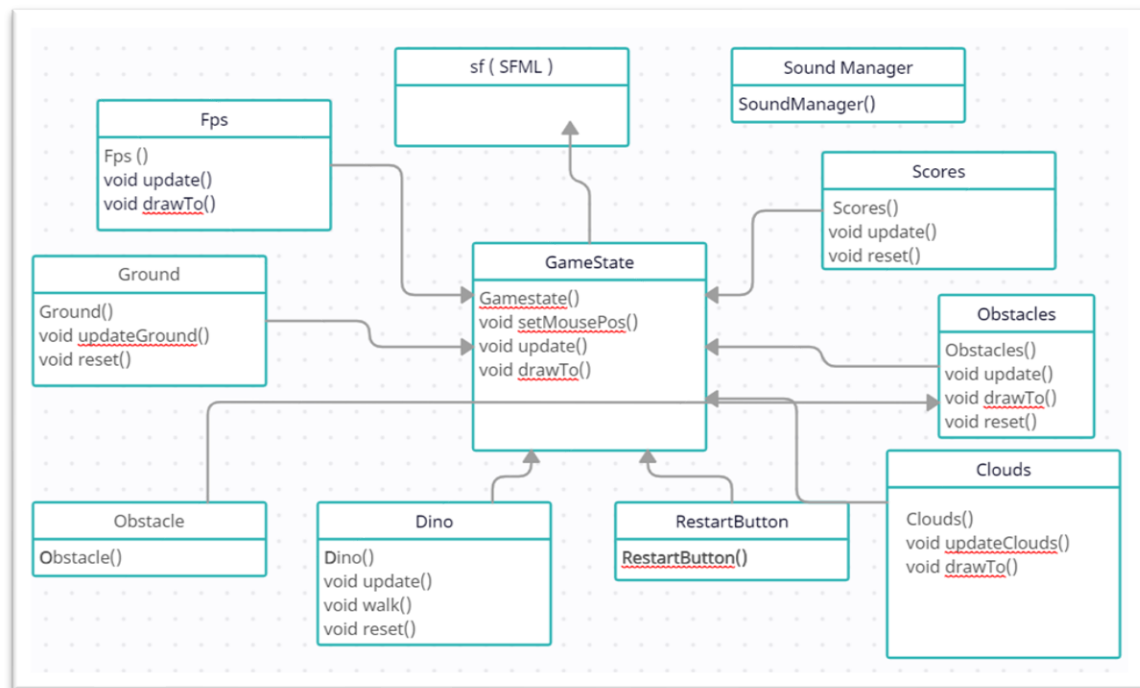 sf ( SFML )
Sound Manager
SoundManager()
Fps
Fps ()
void update()
void drawTo()
Scores
Scores()
void update()
void reset()
GameState
Gamestate()
void setMousePos()
void update()
void drawTo()
Ground
Ground()
void updateGround()
void reset()
Obstacles
Obstacles()
void update()
void drawTo()
void reset()
Clouds
Clouds()
void updateClouds()
void drawTo()
Obstacle
Obstacle()
Dino
Dino()
void update()
void walk()
void reset()
RestartButton
RestartButton()